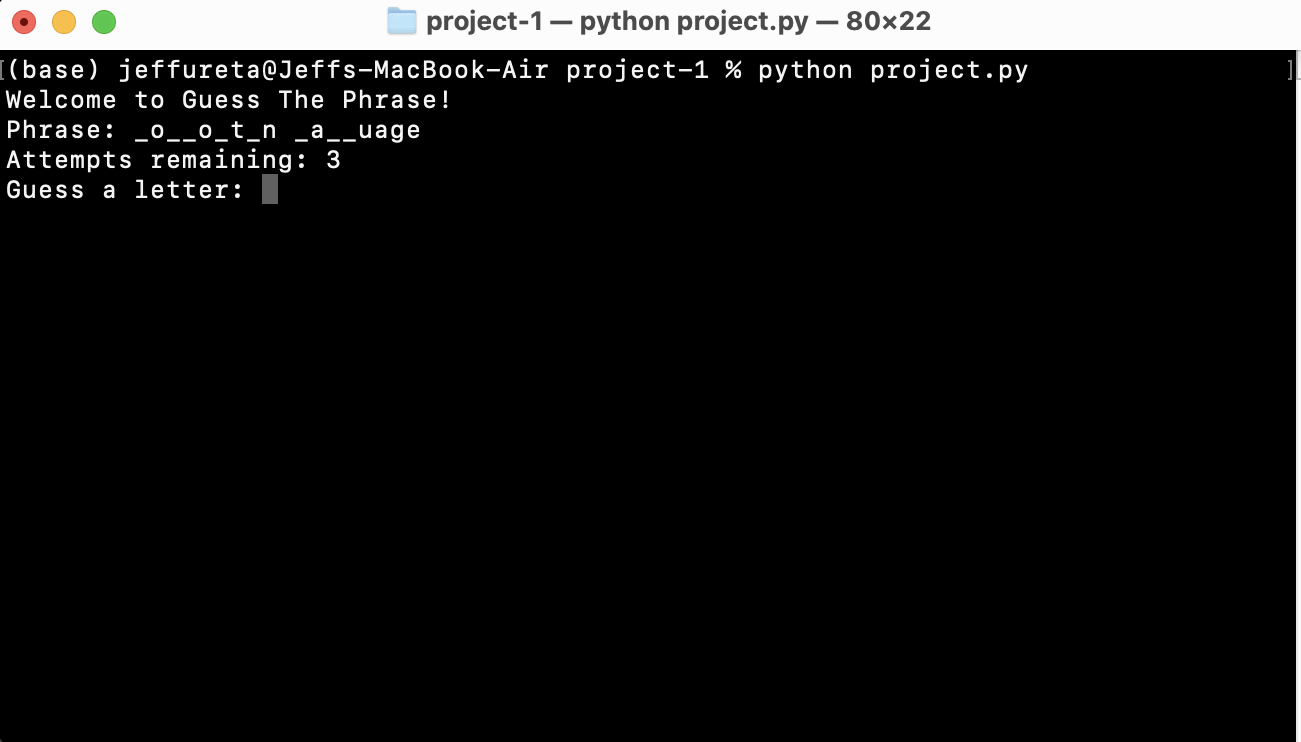 project-1 — python project.py — 80×22
[(base) jeffureta@Jeffs-MacBook-Air project-1 % python project.py ]
Welcome to Guess The Phrase!
Phrase: _o__o_t_n _a__uage
Attempts remaining: 3
Guess a letter: